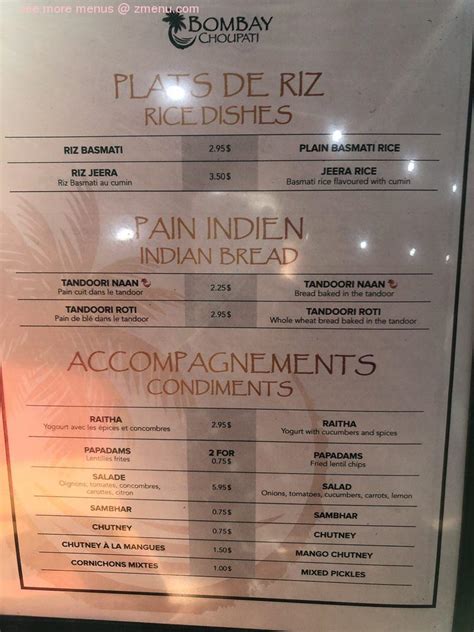 see more menus @ zmenu.com
BOMBAY
CHOUPATI
PLATS DE RIZ
RICE DISHES
RIZ BASMATI 2.95 $ PLAIN BASMATI RICE
RIZ JEERA 3.50 $ JEERA RICE
Riz Basmati au cumin Basmati rice flavoured with cumin
PAIN INDIEN
INDIAN BREAD
TANDOORI NAAN 2.25 $ TANDOORI NAAN
Pain cuit dans le tandoor Bread baked in the tandoor
TANDOORI ROTI 2.95 $ TANDOORI ROTI
Pain de blé dans le tandoor Whole wheat bread baked in the tandoor
ACCOMPAGNEMENTS
CONDIMENTS
RAITHA 2.95 $ RAITHA
Yogourt avec les épices et concombres Yogurt with cucumbers and spices
PAPADAMS 2 FOR PAPADAMS
Lentilles frites 0.75 $ Fried lentil chips
SALADE 5.95 $ SALAD
Oignons, tomates, concombres, Onions, tomatoes, cucumbers, carrots, lemon
carottes, citron
SAMBHAR 0.75 $ SAMBHAR
CHUTNEY 0.75 $ CHUTNEY
CHUTNEY À LA MANGUES 1.50 $ MANGO CHUTNEY
CORNICHONS MIXTES 1.00 $ MIXED PICKLES